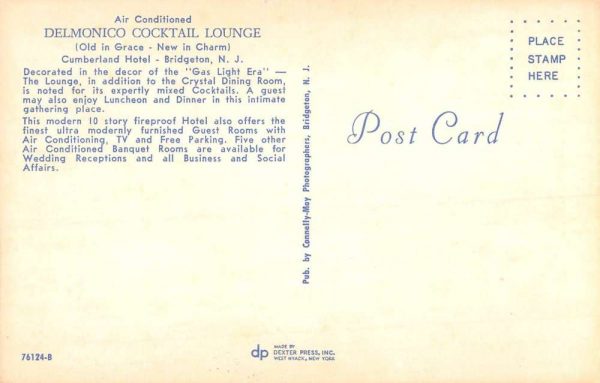 Air Conditioned
DELMONICO COCKTAIL LOUNGE
(Old in Grace - New in Charm)
Cumberland Hotel - Bridgeton, N. J.
Decorated in the decor of the "Gas Light Era" —
The Lounge, in addition to the Crystal Dining Room,
is noted for its expertly mixed Cocktails. A guest
may also enjoy Luncheon and Dinner in this intimate
gathering place.
This modern 10 story fireproof Hotel also offers the
finest ultra modernly furnished Guest Rooms with
Air Conditioning, TV and Free Parking. Five other
Air Conditioned Banquet Rooms are available for
Wedding Receptions and all Business and Social
Affairs.
76124-B
Pub. by Connelly-May Photographers, Bridgeton, N. J.
dp
MADE BY
DEXTER PRESS, INC.
WEST NYACK, NEW YORK
Post Card
PLACE
STAMP
HERE